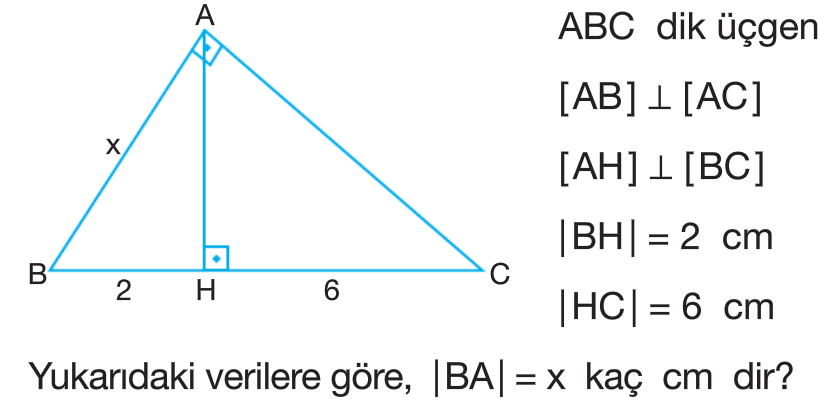 A
ABC dik üçgen
[AB] ⊥ [AC]
x
[AH] ⊥ [BC]
|BH| = 2 cm
B
C
2
H
6
|HC| = 6 cm
Yukarıdaki verilere göre, |BA| = x kaç cm dir?